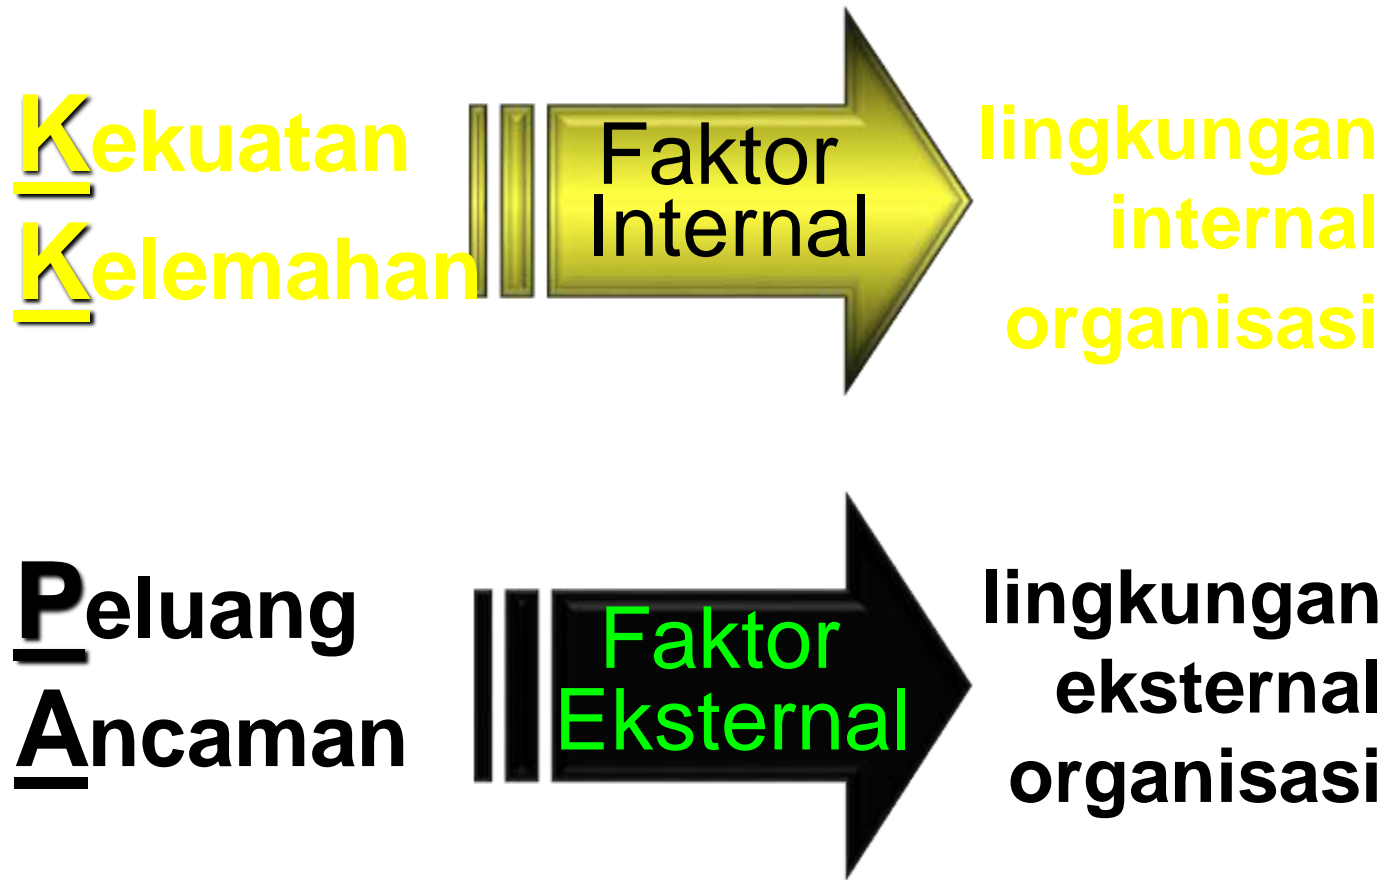 Kekuatan
Kelemahan
Faktor
Internal
lingkungan
internal
organisasi
Peluang
Ancaman
Faktor
Eksternal
lingkungan
eksternal
organisasi